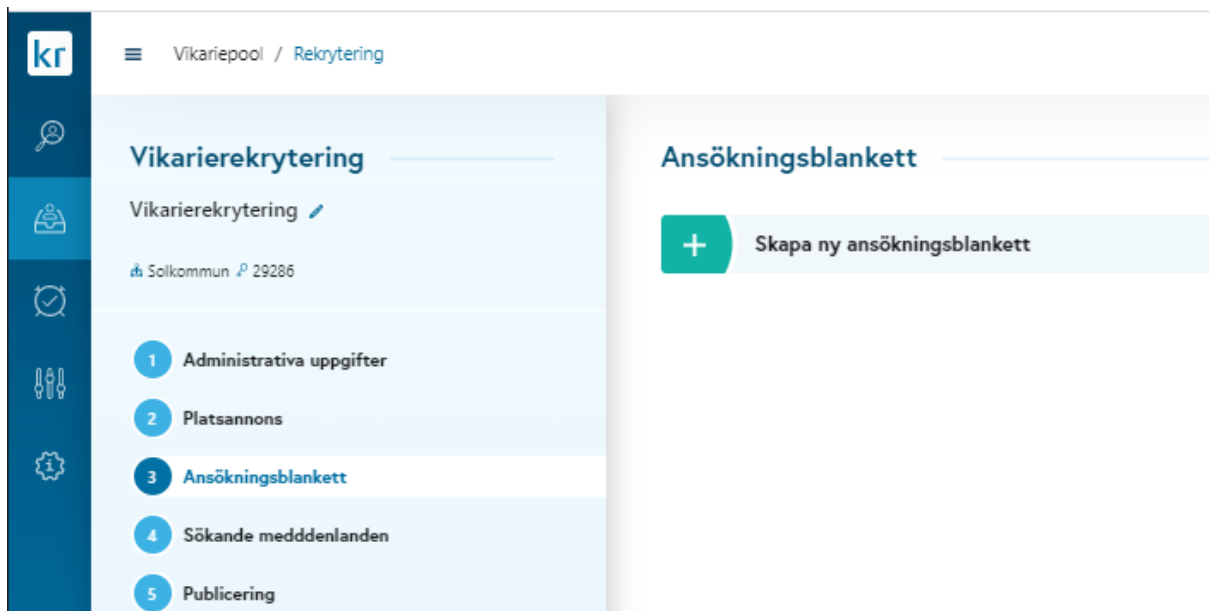 kr
Vikariepool / Rekrytering
Vikarierekrytering
Vikarierekrytering
Solkommun 29286
1 Administrativa uppgifter
2 Platsannons
3 Ansökningsblankett
4 Sökande medddenlanden
5 Publicering
Ansökningsblankett
+ Skapa ny ansökningsblankett